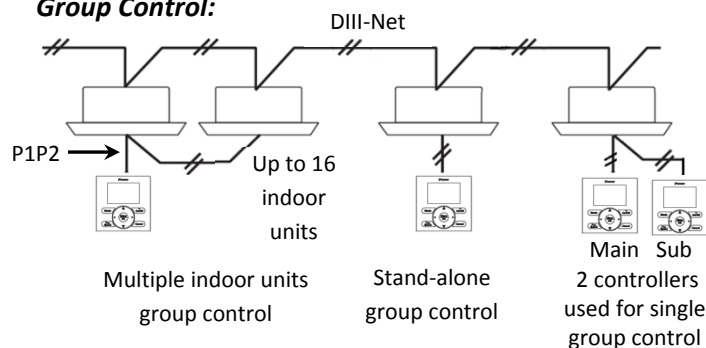 Group Control:
DIII-Net
P1P2
Up to 16
indoor
units
Main Sub
Multiple indoor units
group control
Stand-alone
group control
2 controllers
used for single
group control